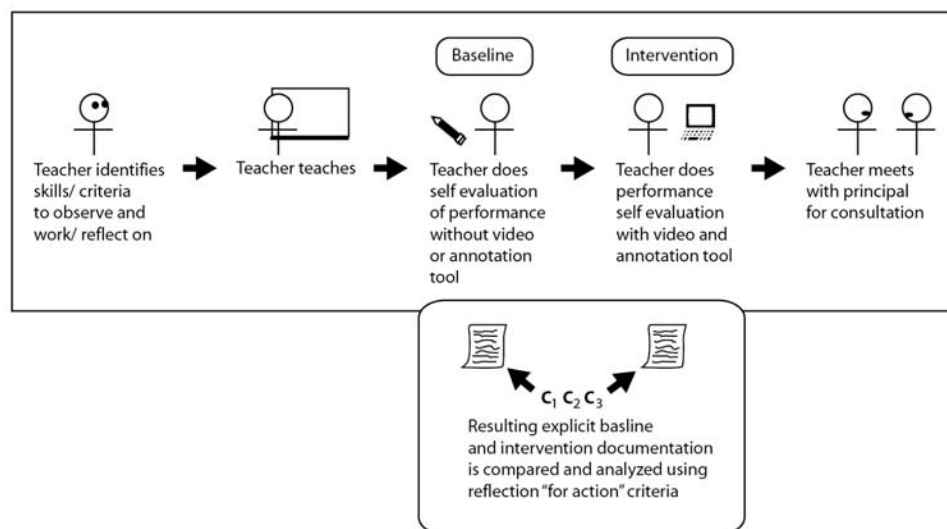 Baseline
Intervention
Teacher identifies
skills/ criteria
to observe and
work/ reflect on
Teacher teaches
Teacher does
self evaluation
of performance
without video
or annotation
tool
Teacher does
performance
self evaluation
with video and
annotation tool
Teacher meets
with principal
for consultation
C1 C2 C3
Resulting explicit basline
and intervention documentation
is compared and analyzed using
reflection "for action" criteria